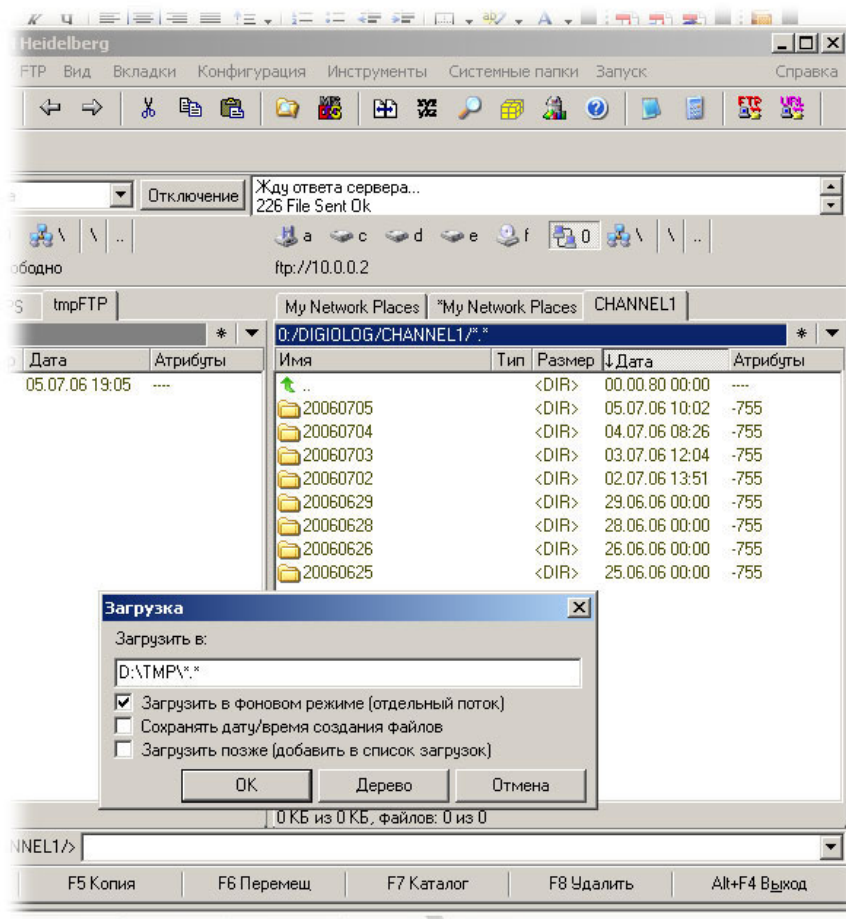 Ж Ч
Heidelberg
FTP Вид Вкладки Конфигурация Инструменты Системные папки Запуск Справка
Отключение
Жду ответа сервера...
226 File Sent Ok
\ \ .. a c d e f 0 \ \ ..
ободно ftp://10.0.0.2
PS tmpFTP My Network Places *My Network Places CHANNEL1
* 0:/DIGIOLOG/CHANNEL1/*.* *
Дата Атрибуты Имя Тип Размер ↓Дата Атрибуты
05.07.06 19:05 ---- .. <DIR> 00.00.80 00:00 ----
20060705 <DIR> 05.07.06 10:02 -755
20060704 <DIR> 04.07.06 08:26 -755
20060703 <DIR> 03.07.06 12:04 -755
20060702 <DIR> 02.07.06 13:51 -755
20060629 <DIR> 29.06.06 00:00 -755
20060628 <DIR> 28.06.06 00:00 -755
20060626 <DIR> 26.06.06 00:00 -755
20060625 <DIR> 25.06.06 00:00 -755
Загрузка
Загрузить в:
D:\TMP\*.*
Загрузить в фоновом режиме (отдельный поток)
Сохранять дату/время создания файлов
Загрузить позже (добавить в список загрузок)
OK Дерево Отмена
0 КБ из 0 КБ, файлов: 0 из 0
NNEL1/>
F5 Копия F6 Перемещ F7 Каталог F8 Удалить Alt+F4 Выход